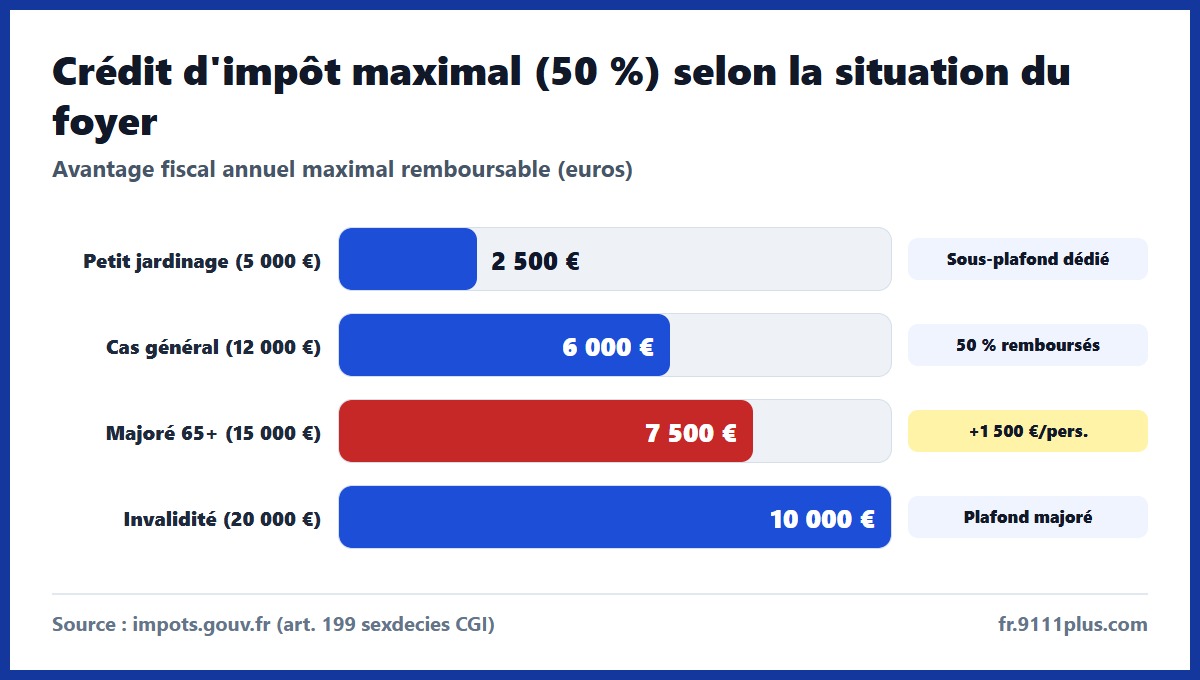 Crédit d'impôt maximal (50 %) selon la situation du
foyer
Avantage fiscal annuel maximal remboursable (euros)
Petit jardinage (5 000 €) 2 500 € Sous-plafond dédié
Cas général (12 000 €) 6 000 € 50 % remboursés
Majoré 65+ (15 000 €) 7 500 € +1 500 €/pers.
Invalidité (20 000 €) 10 000 € Plafond majoré
Source : impots.gouv.fr (art. 199 sexdecies CGI) fr.9111plus.com